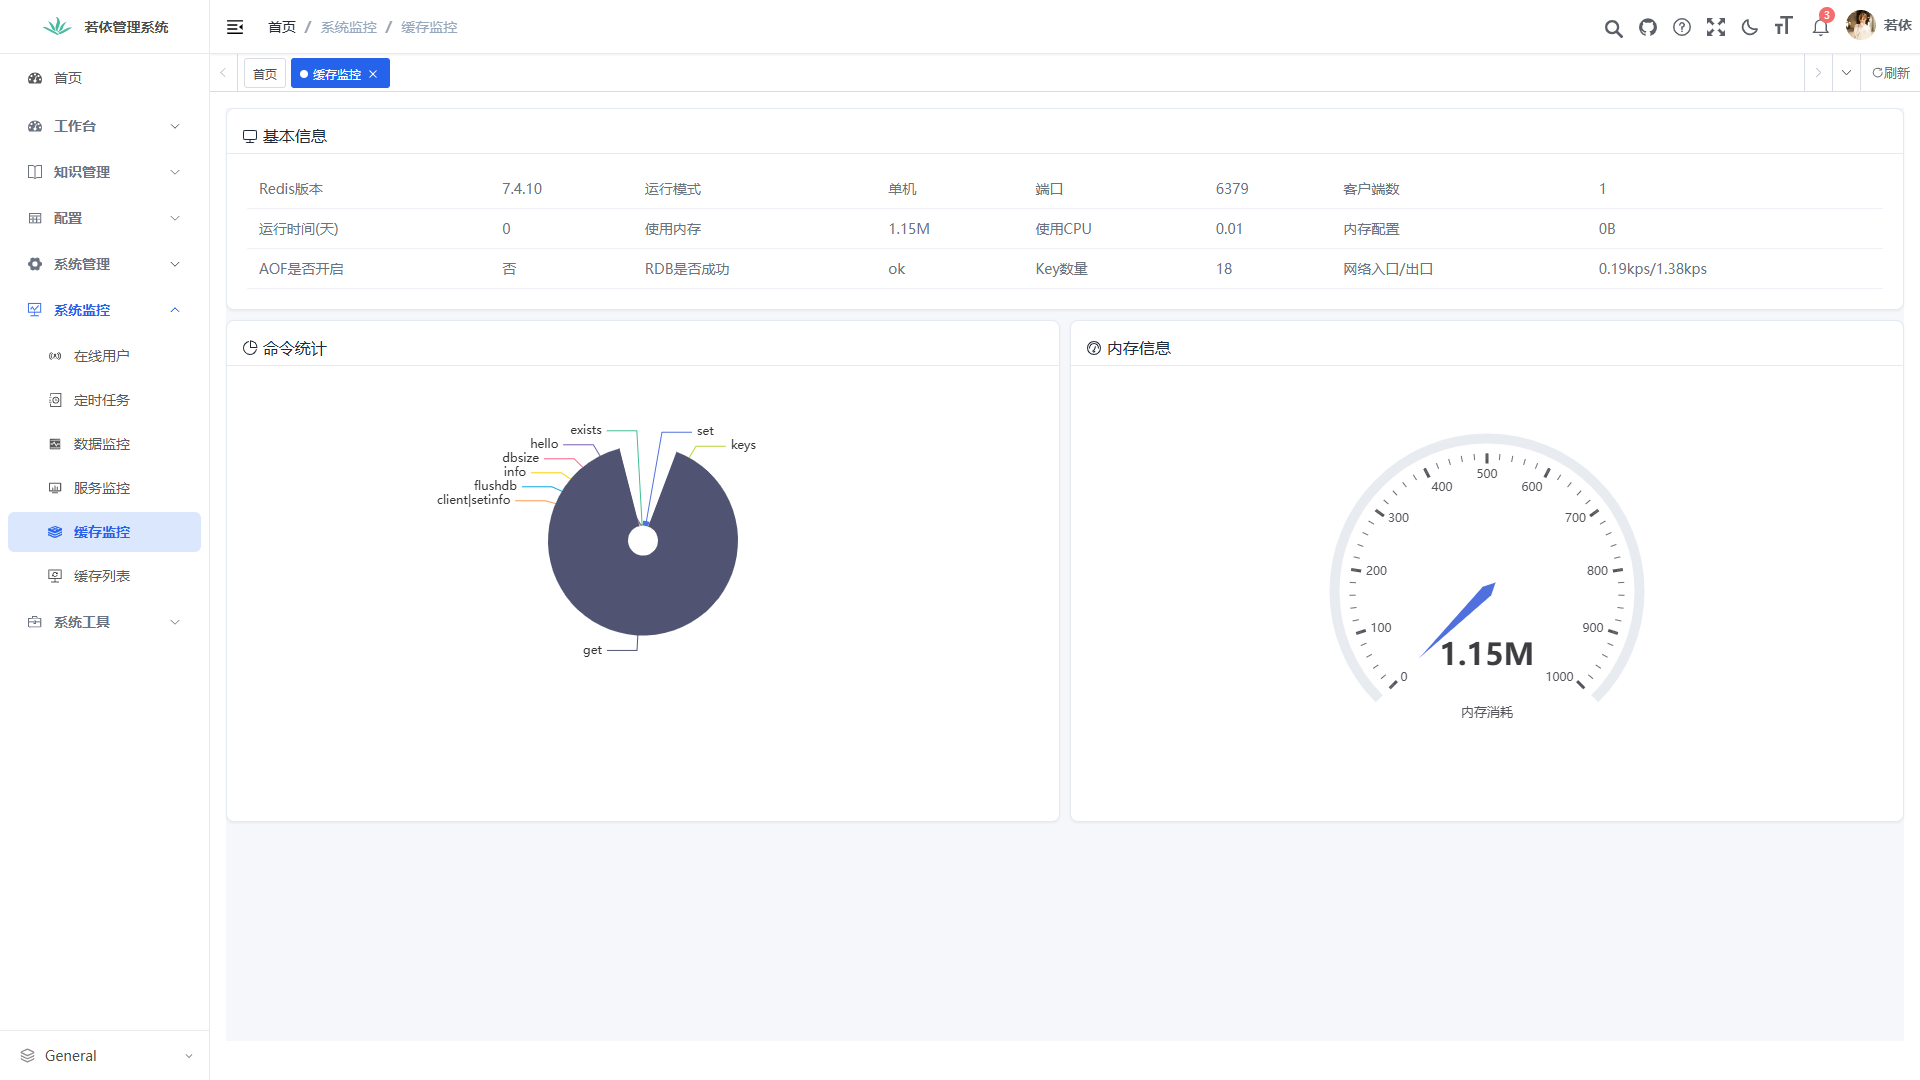 若依管理系统
首页 / 系统监控 / 缓存监控
3
若依
首页
缓存监控
刷新
首页
工作台
知识管理
配置
系统管理
系统监控
在线用户
定时任务
数据监控
服务监控
缓存监控
缓存列表
系统工具
General
基本信息
Redis版本 7.4.10 运行模式 单机 端口 6379 客户端数 1
运行时间(天) 0 使用内存 1.15M 使用CPU 0.01 内存配置 0B
AOF是否开启 否 RDB是否成功 ok Key数量 18 网络入口/出口 0.19kps/1.38kps
命令统计
exists
set
hello
keys
dbsize
info
flushdb
client|setinfo
get
内存信息
0
100
200
300
400
500
600
700
800
900
1000
1.15M
内存消耗